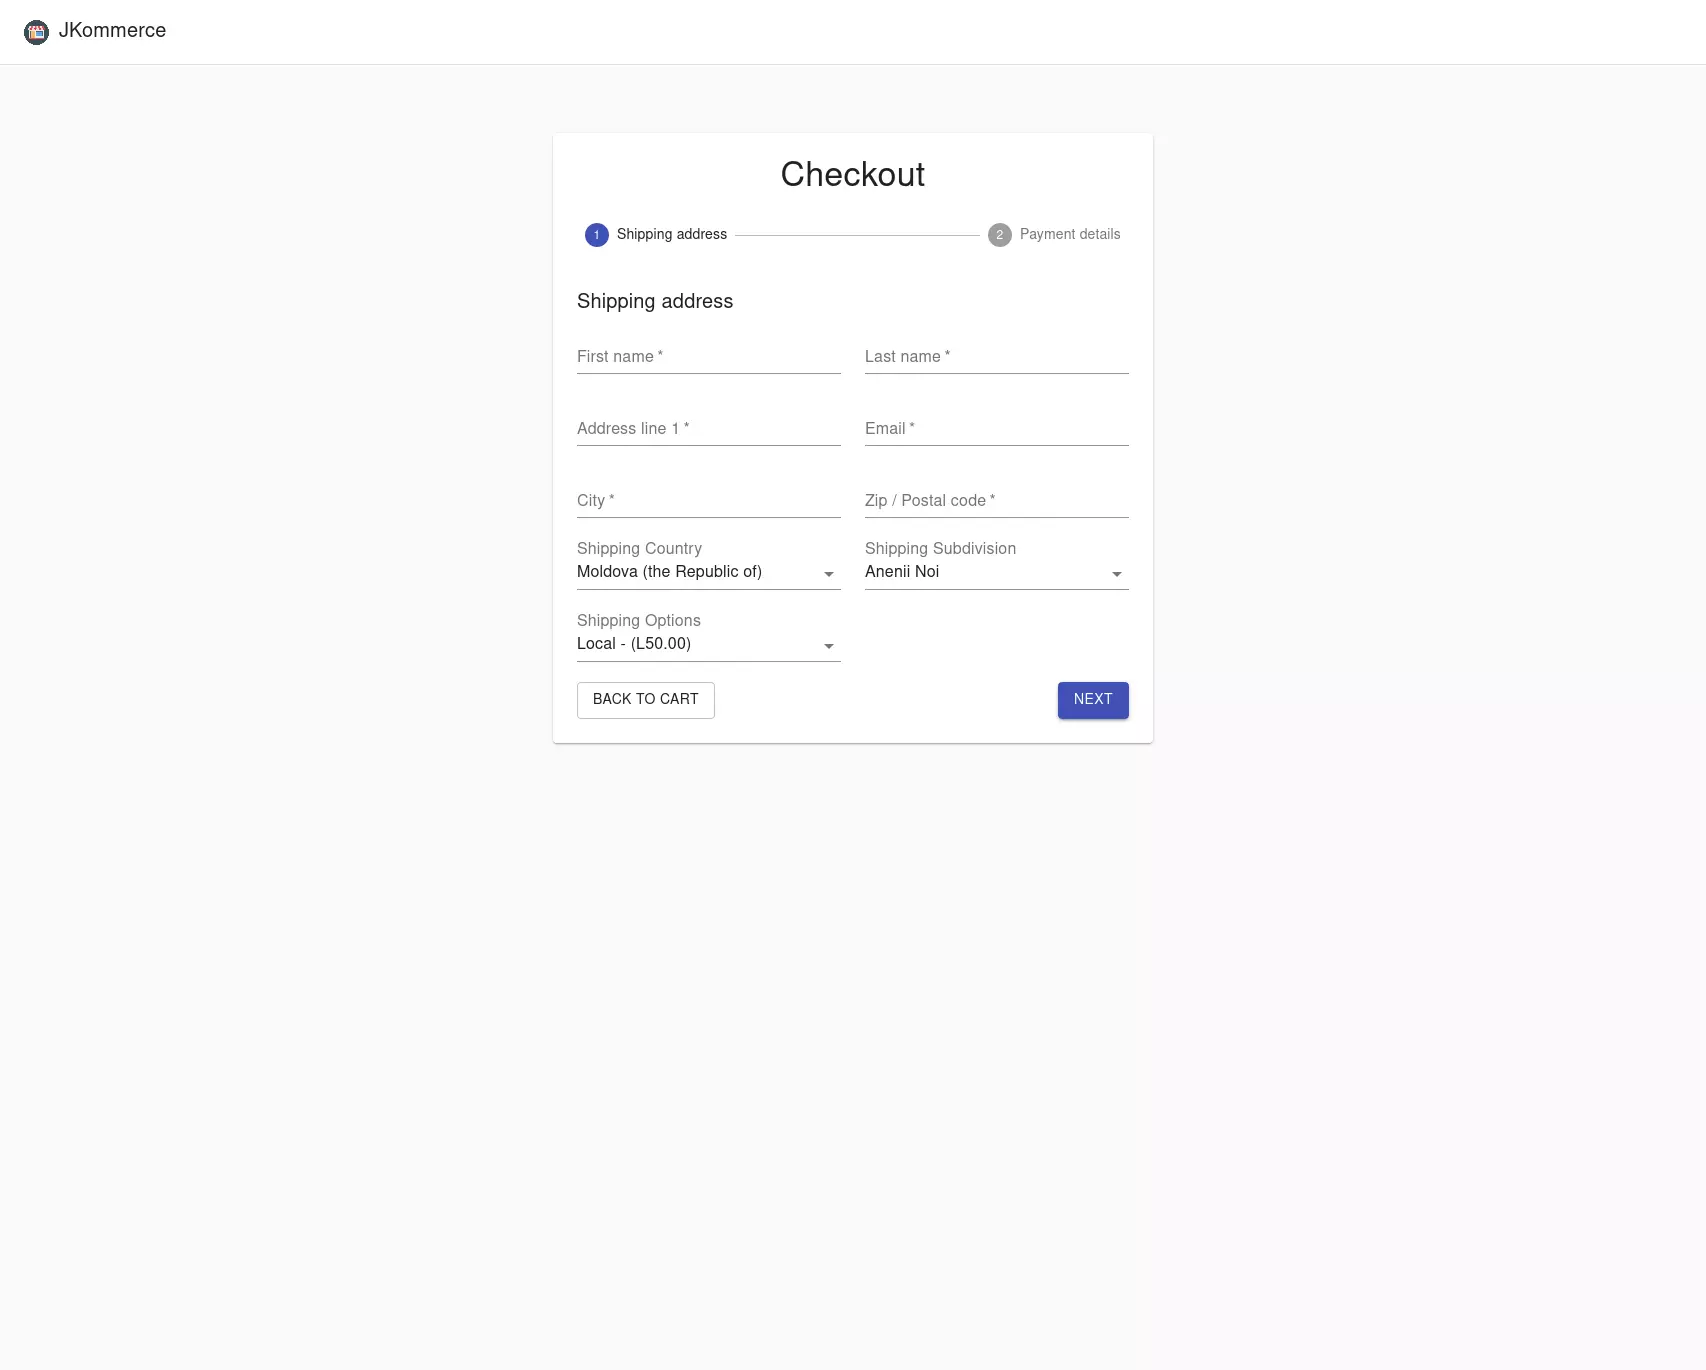 JKommerce
Checkout
1 Shipping address 2 Payment details
Shipping address
First name * Last name *
Address line 1 * Email *
City * Zip / Postal code *
Shipping Country Shipping Subdivision
Moldova (the Republic of) Anenii Noi
Shipping Options
Local - (L50.00)
BACK TO CART NEXT